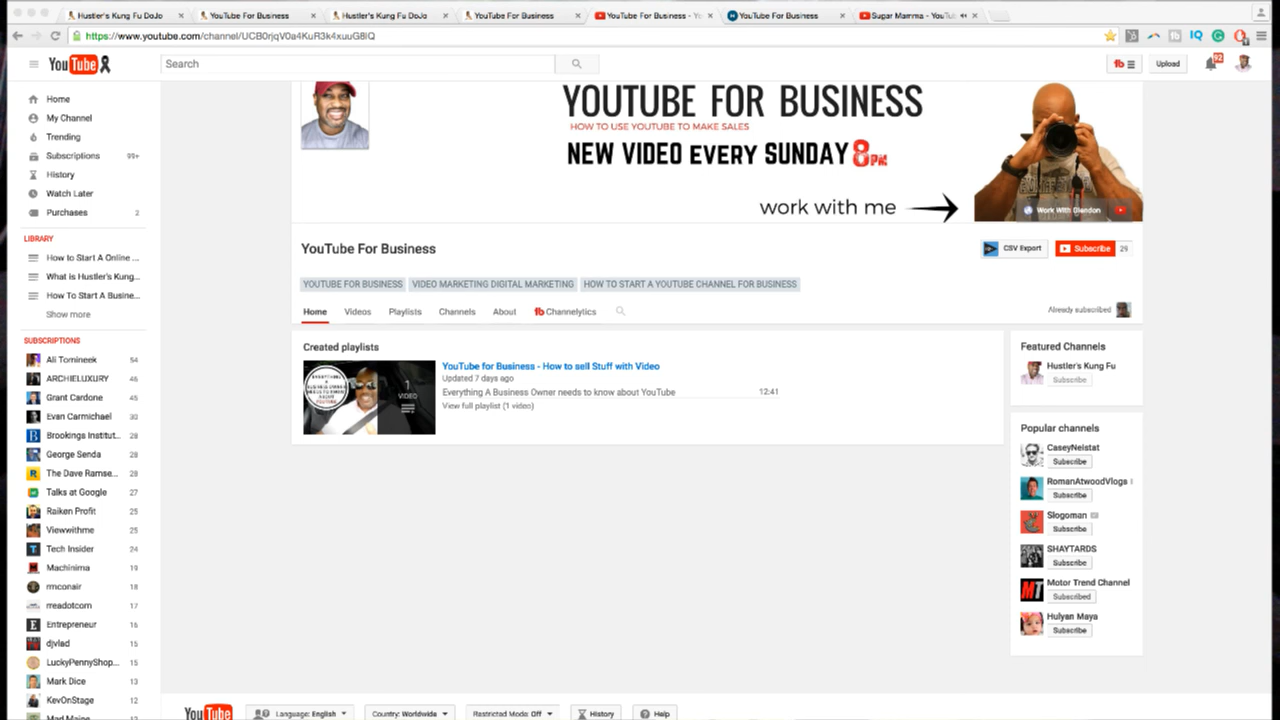 Hustler's Kung Fu DoJo
YouTube For Business
Hustler's Kung Fu DoJo
YouTube For Business
YouTube For Business - Yo
YouTube For Business
Sugar Mamma - YouTu
https://www.youtube.com/channel/UCB0rjqV0a4KuR3k4xuuG8IQ
YouTube
Search
Upload
92
Home
My Channel
Trending
Subscriptions 99+
History
Watch Later
Purchases 2
LIBRARY
How to Start A Online ...
What is Hustler's Kung...
How To Start A Busine...
Show more
SUBSCRIPTIONS
Ali Tomineek 54
ARCHIELUXURY 46
Grant Cardone 45
Evan Carmichael 30
Brookings Institut... 28
George Senda 28
The Dave Ramse... 28
Talks at Google 27
Raiken Profit 25
Viewwithme 25
Tech Insider 24
Machinima 19
rmconair 18
rreadotcom 17
Entrepreneur 16
djvlad 15
LuckyPennyShop... 15
Mark Dice 13
KevOnStage 12
YOUTUBE FOR BUSINESS
HOW TO USE YOUTUBE TO MAKE SALES
NEW VIDEO EVERY SUNDAY 8PM
work with me
Work With Glandon
YouTube For Business
CSV Export
Subscribe 29
YOUTUBE FOR BUSINESS VIDEO MARKETING DIGITAL MARKETING HOW TO START A YOUTUBE CHANNEL FOR BUSINESS
Home Videos Playlists Channels About Channelytics
Already subscribed
Created playlists
1
VIDEO
YouTube for Business - How to sell Stuff with Video
Updated 7 days ago
Everything A Business Owner needs to know about YouTube 12:41
View full playlist (1 video)
Featured Channels
Hustler's Kung Fu
Subscribe
Popular channels
CaseyNeistat
Subscribe
RomanAtwoodVlogs
Subscribe
Slogoman
Subscribe
SHAYTARDS
Subscribe
Motor Trend Channel
Subscribed
Hulyan Maya
Subscribe
YouTube
Language: English
Country: Worldwide
Restricted Mode: Off
History
Help